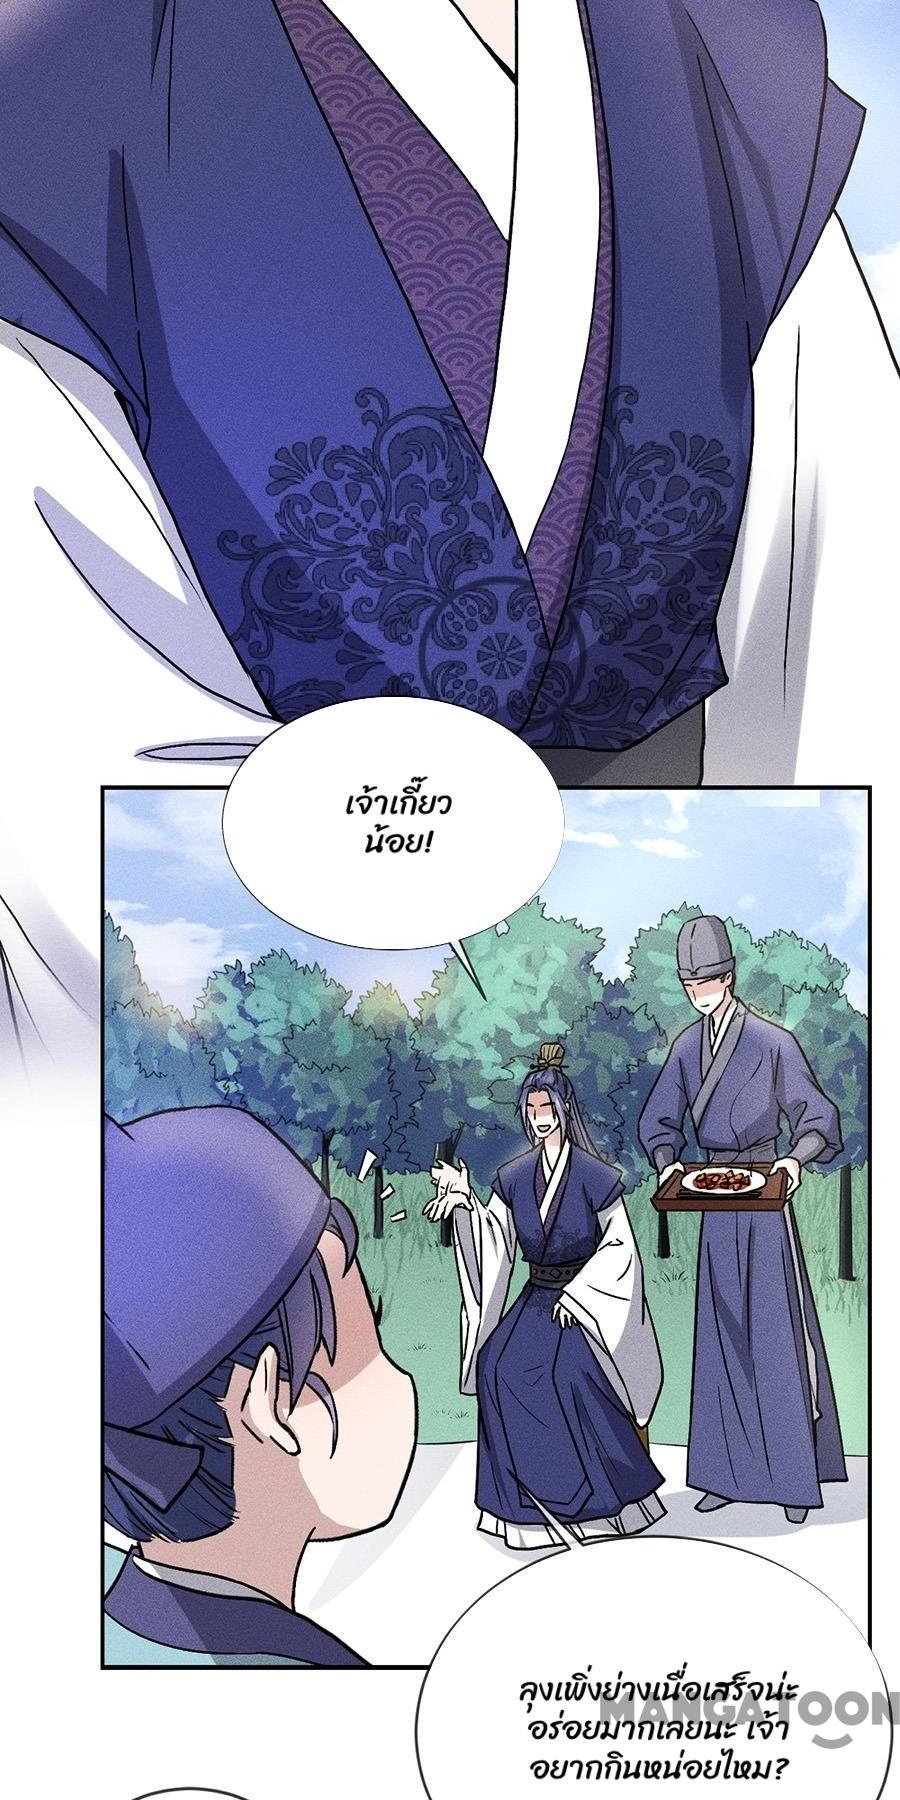 เจ้าเกี๊ยว
น้อย!
ลุงเพิ่งย่างเนื้อเสร็จน่ะ
อร่อยมากเลยนะ เจ้า
อยากกินหน่อยไหม?
MANGATOON